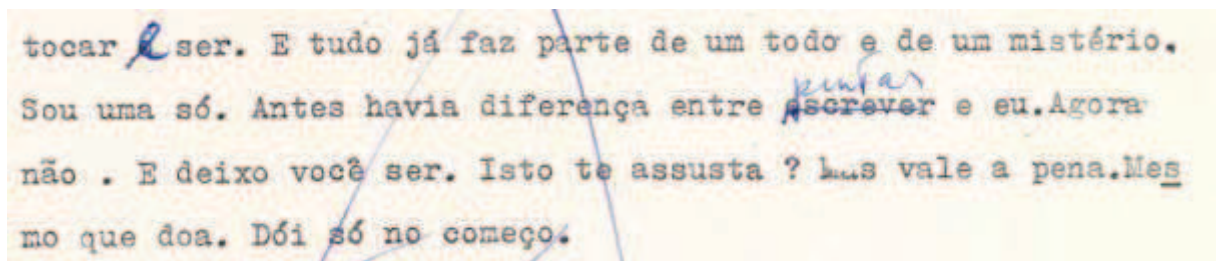 tocar e ser. E tudo já faz parte de um todo e de um mistério.
pintar
Sou uma só. Antes havia diferença entre escrever e eu.Agora
não . E deixo você ser. Isto te assusta ? Mas vale a pena.Mes
mo que doa. Dói só no começo.